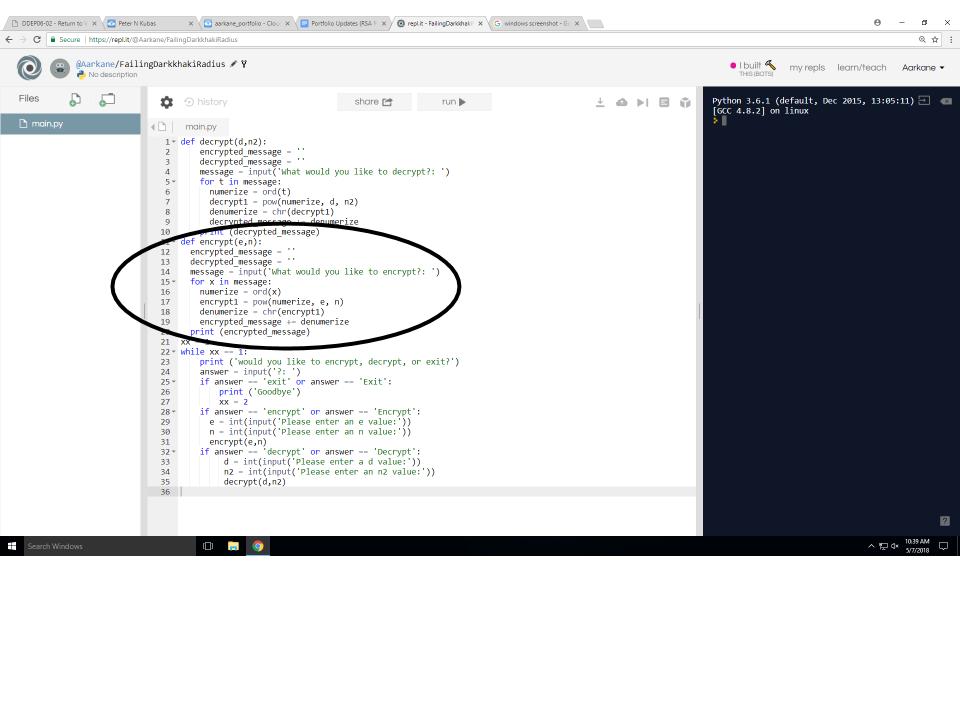 DDEP06-02 - Return to V
Peter N Kubas
aarkane_portfolio - Clou
Portfolio Updates (RSA M
repl.it - FailingDarkkhaki
windows screenshot - Go
Secure | https://repl.it/@Aarkane/FailingDarkkhakiRadius
@Aarkane/FailingDarkkhakiRadius
No description
I built
THIS (BOTS)
my repls
learn/teach
Aarkane
Files
main.py
history
share
run
main.py
1 def decrypt(d,n2):
2 encrypted_message = ''
3 decrypted_message = ''
4 message = input('What would you like to decrypt?: ')
5 for t in message:
6 numerize = ord(t)
7 decrypt1 = pow(numerize, d, n2)
8 denumerize = chr(decrypt1)
9 decrypted_message += denumerize
10 print (decrypted_message)
11 def encrypt(e,n):
12 encrypted_message = ''
13 decrypted_message = ''
14 message = input('What would you like to encrypt?: ')
15 for x in message:
16 numerize = ord(x)
17 encrypt1 = pow(numerize, e, n)
18 denumerize = chr(encrypt1)
19 encrypted_message += denumerize
20 print (encrypted_message)
21 xx = 1
22 while xx == 1:
23 print ('would you like to encrypt, decrypt, or exit?')
24 answer = input('?: ')
25 if answer == 'exit' or answer == 'Exit':
26 print ('Goodbye')
27 xx = 2
28 if answer == 'encrypt' or answer == 'Encrypt':
29 e = int(input('Please enter an e value:'))
30 n = int(input('Please enter an n value:'))
31 encrypt(e,n)
32 if answer == 'decrypt' or answer == 'Decrypt':
33 d = int(input('Please enter a d value:'))
34 n2 = int(input('Please enter an n2 value:'))
35 decrypt(d,n2)
36
Python 3.6.1 (default, Dec 2015, 13:05:11)
[GCC 4.8.2] on linux
?
Search Windows
10:39 AM
5/7/2018